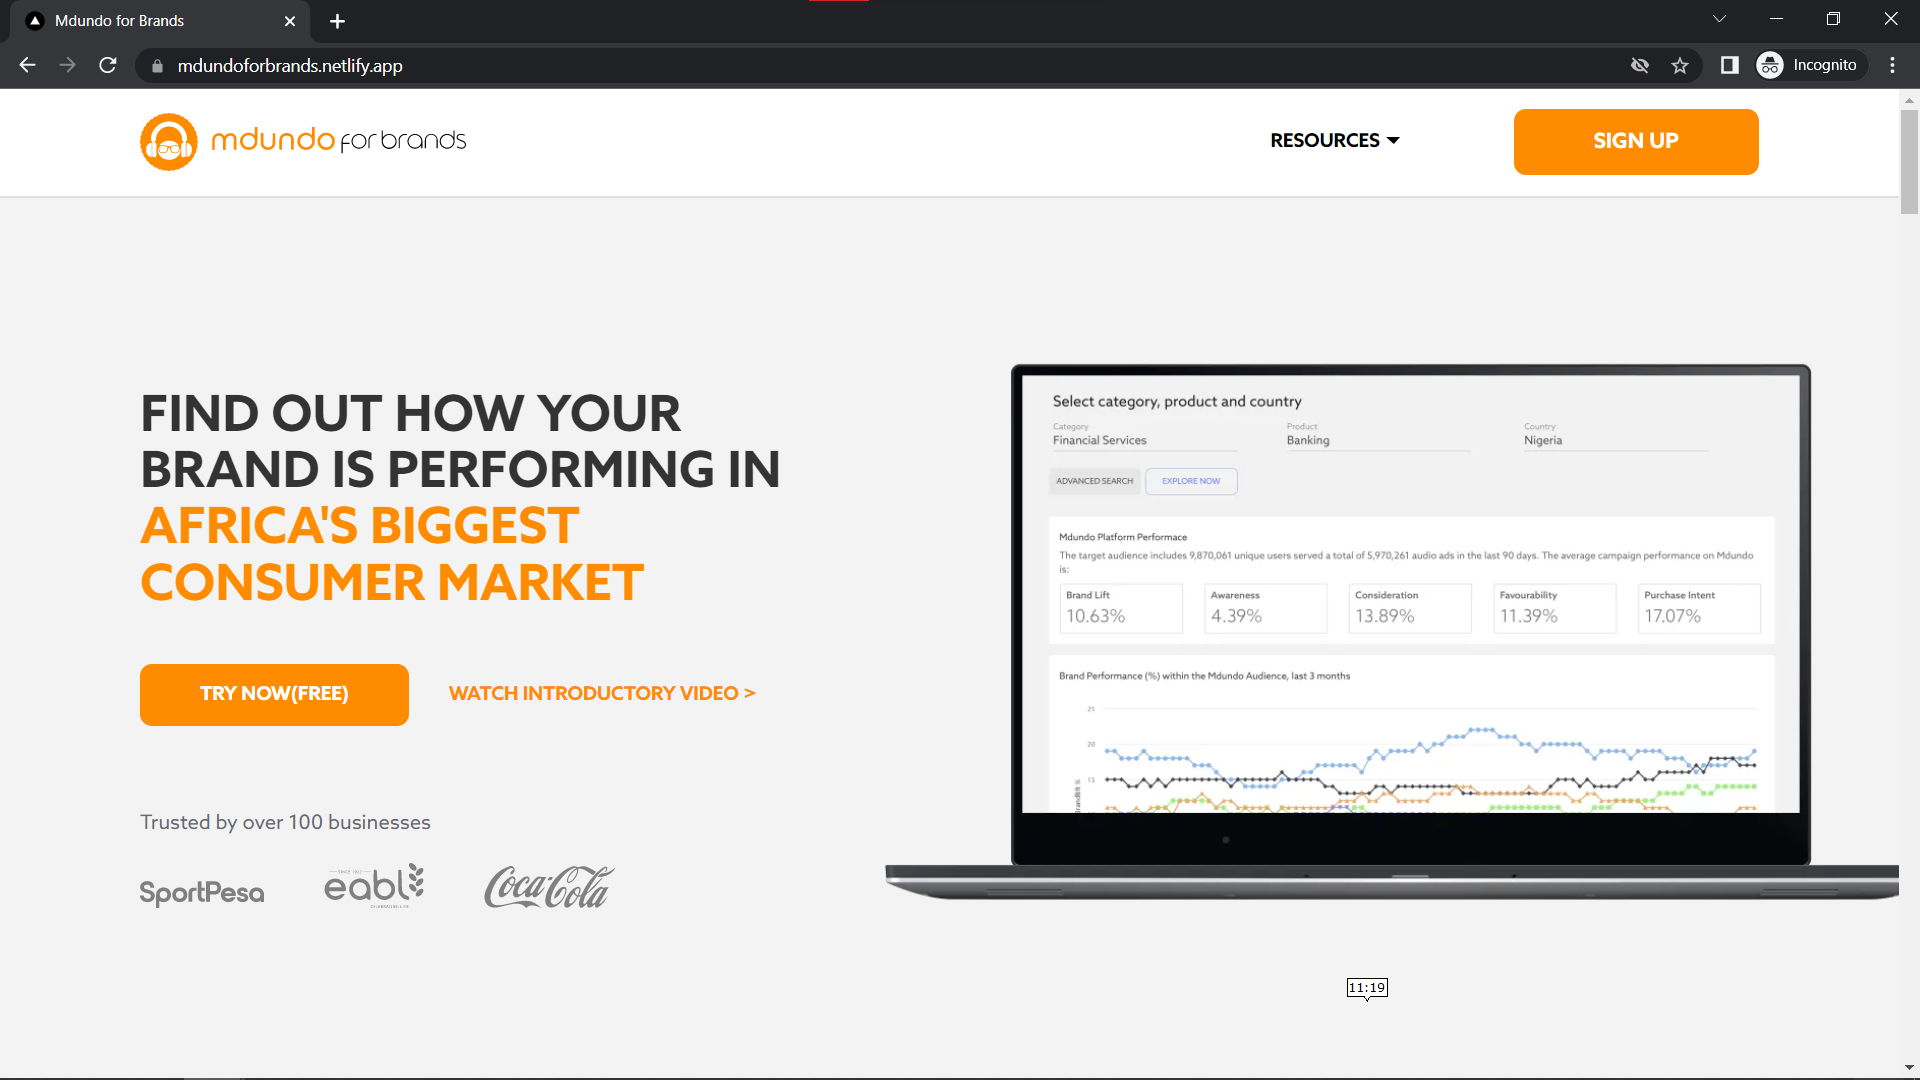 Mdundo for Brands
mdundoforbrands.netlify.app
Incognito
mdundo for brands
RESOURCES
SIGN UP
FIND OUT HOW YOUR
BRAND IS PERFORMING IN
AFRICA'S BIGGEST
CONSUMER MARKET
TRY NOW(FREE)
WATCH INTRODUCTORY VIDEO >
Trusted by over 100 businesses
SportPesa
eabl
Coca-Cola
Select category, product and country
Category
Product
Country
Financial Services
Banking
Nigeria
ADVANCED SEARCH
EXPLORE NOW
Mdundo Platform Performace
The target audience includes 9,870,061 unique users served a total of 5,970,261 audio ads in the last 90 days. The average campaign performance on Mdundo
is:
Brand Lift
Awareness
Consideration
Favourability
Purchase Intent
10.63%
4.39%
13.89%
11.39%
17.07%
Brand Performance (%) within the Mdundo Audience, last 3 months
25
20
15
11:19